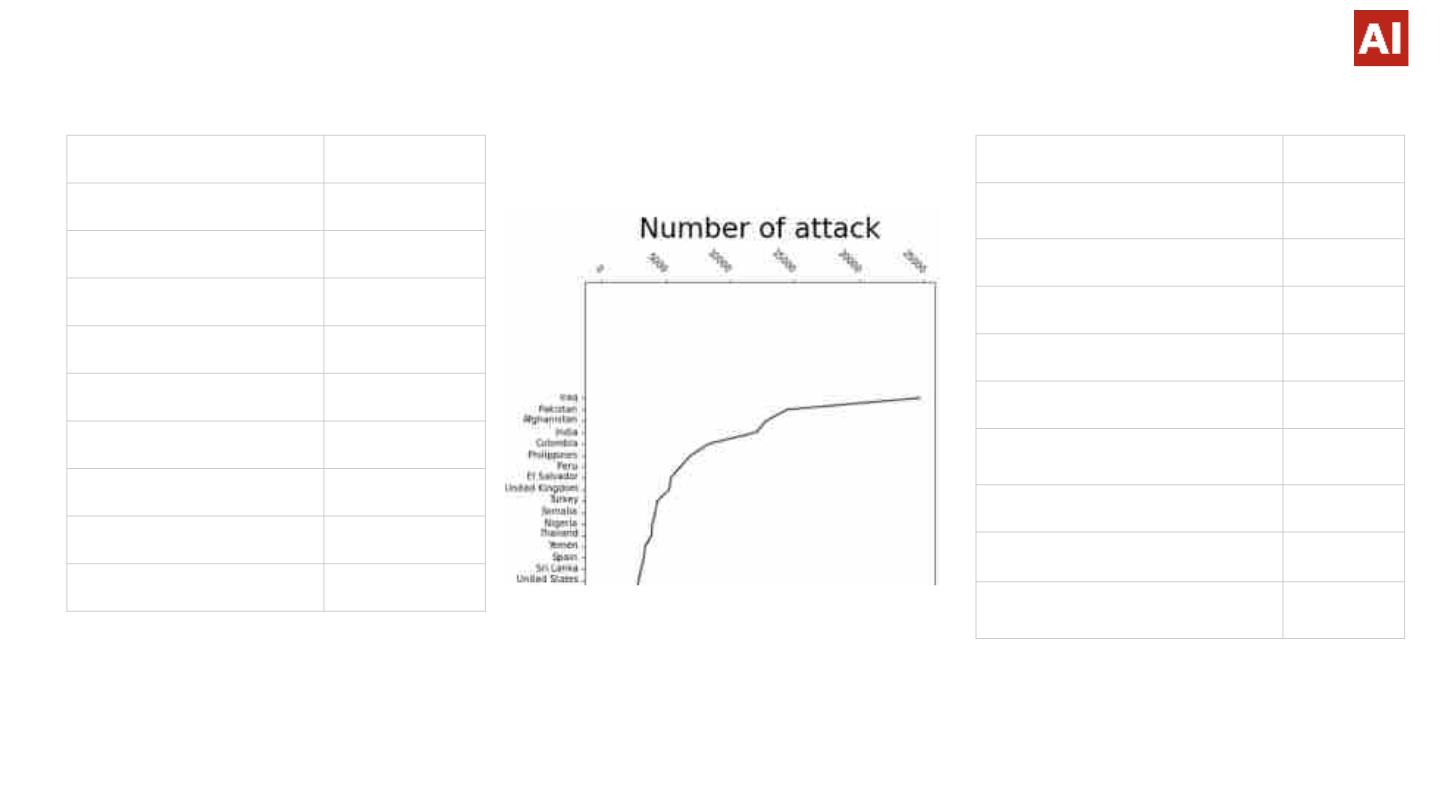 AI
Number of attack
0 5000 10000 15000 20000 25000
Iraq
Pakistan
Afghanistan
India
Colombia
Philippines
Peru
El Salvador
United Kingdom
Turkey
Somalia
Nigeria
Thailand
Yemen
Spain
Sri Lanka
United States